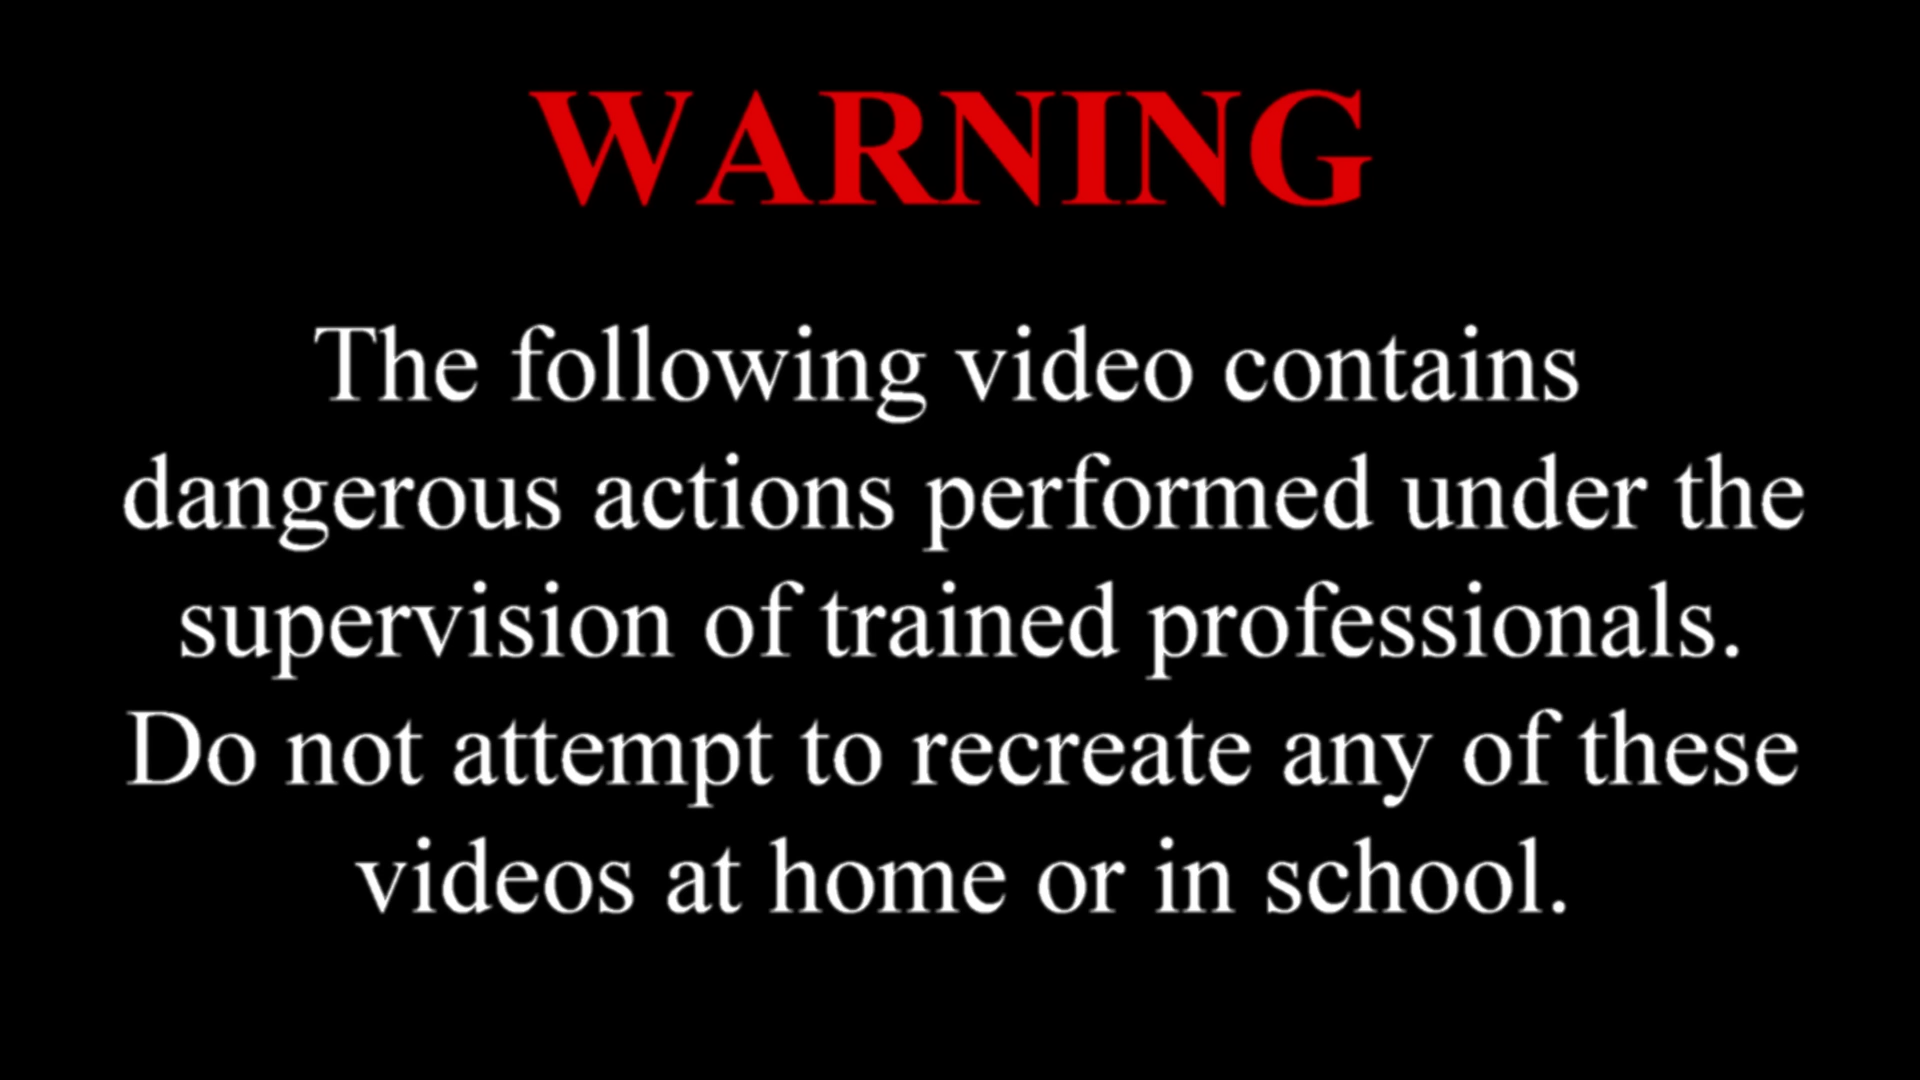 WARNING
The following video contains
dangerous actions performed under the
supervision of trained professionals.
Do not attempt to recreate any of these
videos at home or in school.